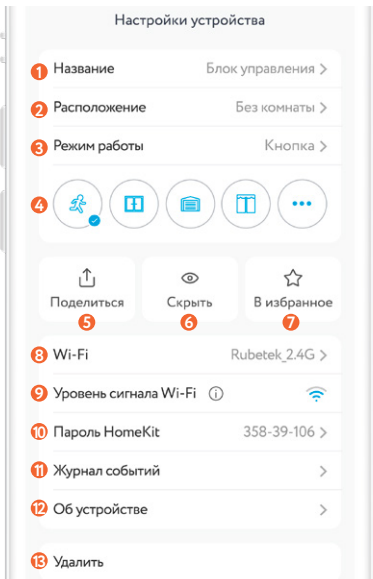 Настройки устройства
1 Название Блок управления >
2 Расположение Без комнаты >
3 Режим работы Кнопка >
4
Поделиться Скрыть В избранное
5 6 7
8 Wi-Fi Rubetek_2.4G >
9 Уровень сигнала Wi-Fi
10 Пароль HomeKit 358-39-106 >
11 Журнал событий >
12 Об устройстве >
13 Удалить